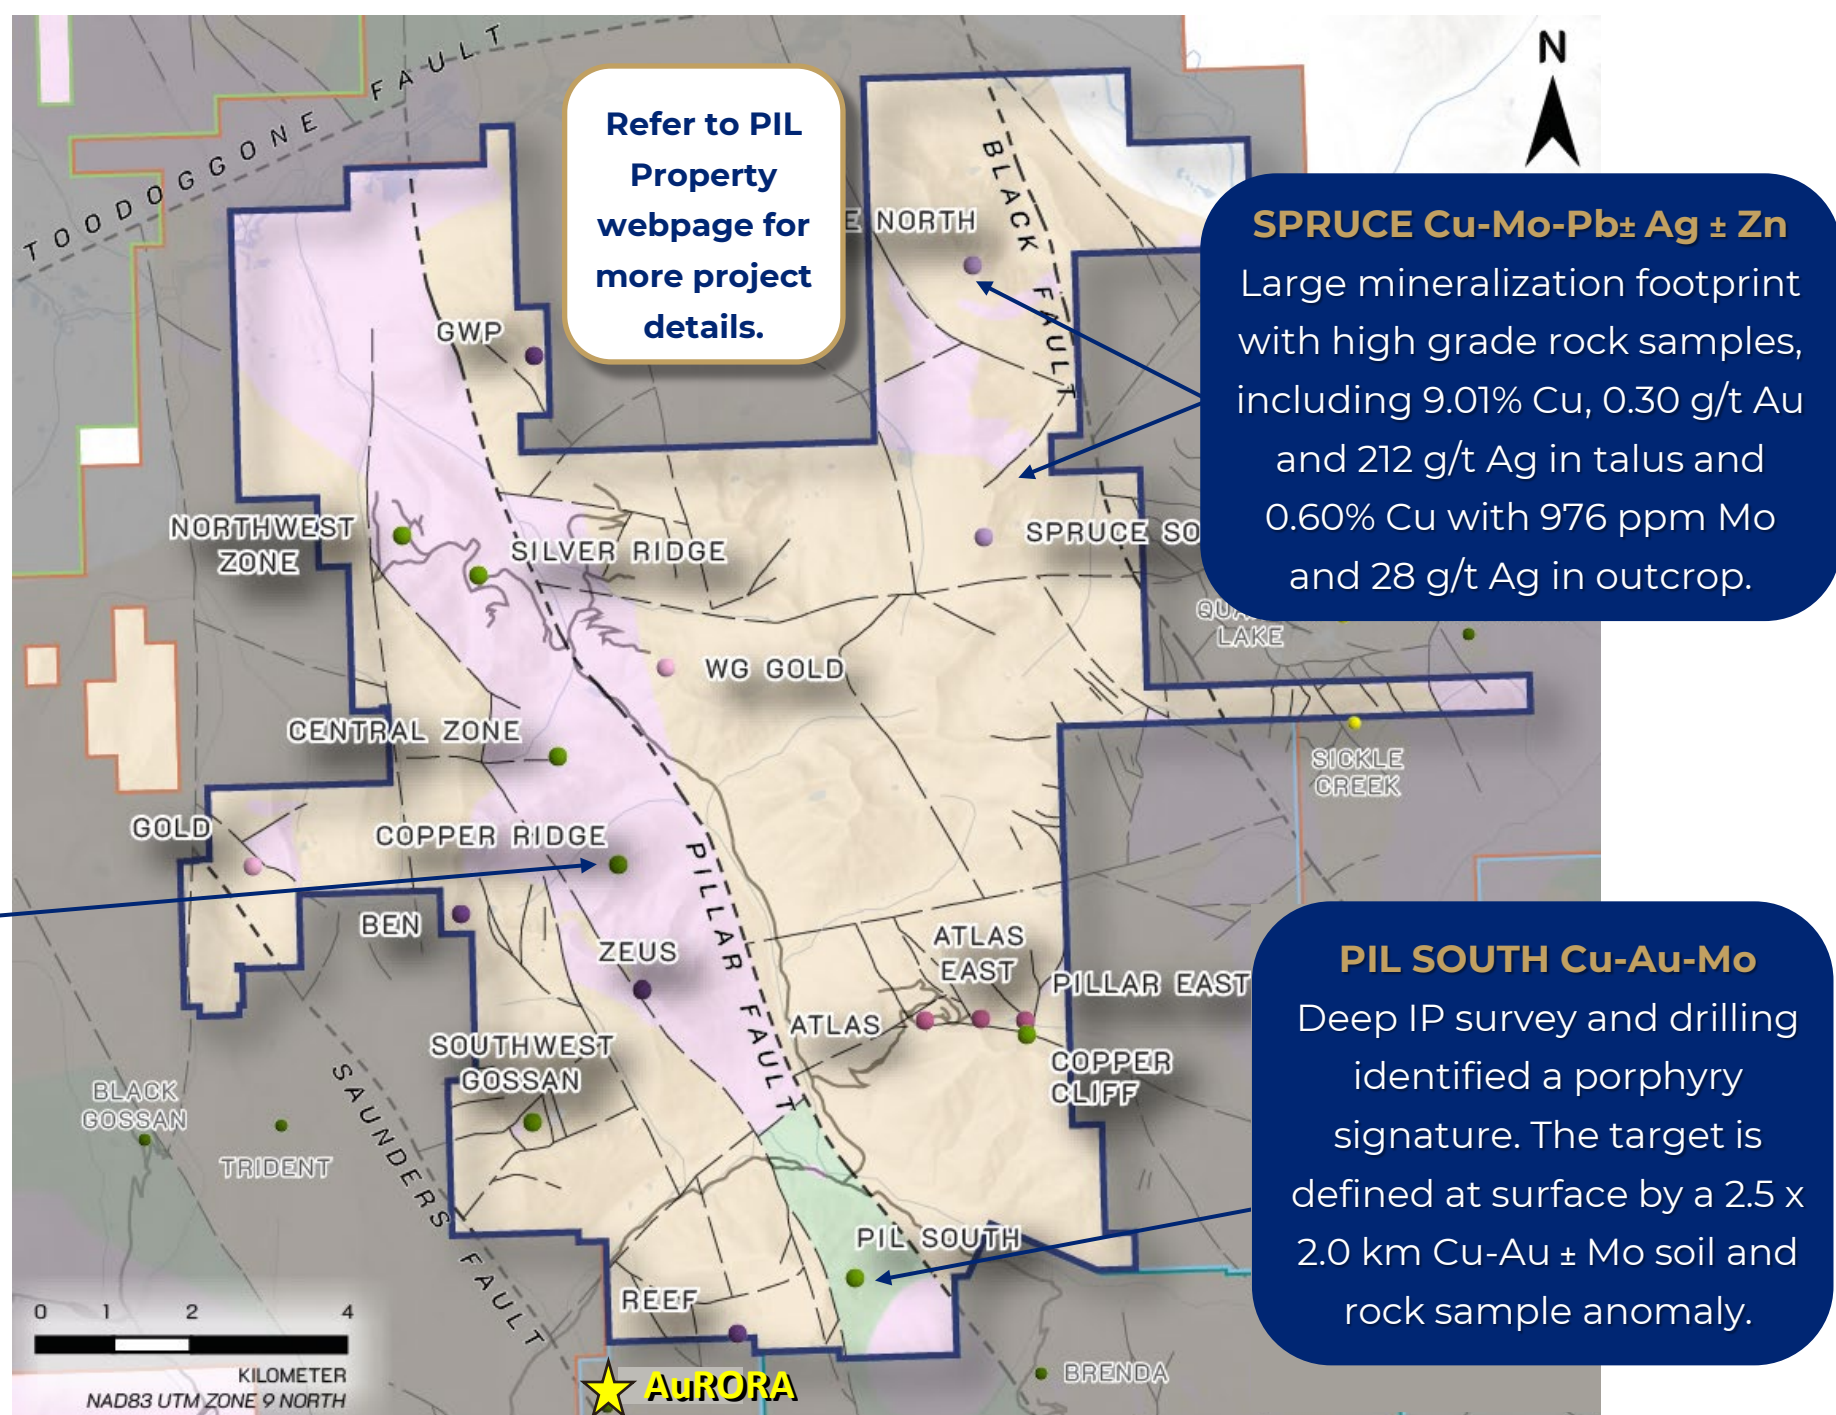 TOODOGGONE FAULT
N
Refer to PIL
Property
webpage for
more project
details.
BLACK FAULT
E NORTH
SPRUCE Cu-Mo-Pb± Ag ± Zn
Large mineralization footprint
with high grade rock samples,
including 9.01% Cu, 0.30 g/t Au
and 212 g/t Ag in talus and
0.60% Cu with 976 ppm Mo
and 28 g/t Ag in outcrop.
GWP
NORTHWEST
ZONE
SILVER RIDGE
SPRUCE SO
QUA
LAKE
WG GOLD
CENTRAL ZONE
SICKLE
CREEK
GOLD
COPPER RIDGE
PILLAR FAULT
BEN
ZEUS
ATLAS
EAST
PILLAR EAST
ATLAS
COPPER
CLIFF
SOUTHWEST
GOSSAN
BLACK
GOSSAN
TRIDENT
SAUNDERS FAULT
PIL SOUTH Cu-Au-Mo
Deep IP survey and drilling
identified a porphyry
signature. The target is
defined at surface by a 2.5 x
2.0 km Cu-Au ± Mo soil and
rock sample anomaly.
PIL SOUTH
REEF
BRENDA
AuRORA
0 1 2 4
KILOMETER
NAD83 UTM ZONE 9 NORTH